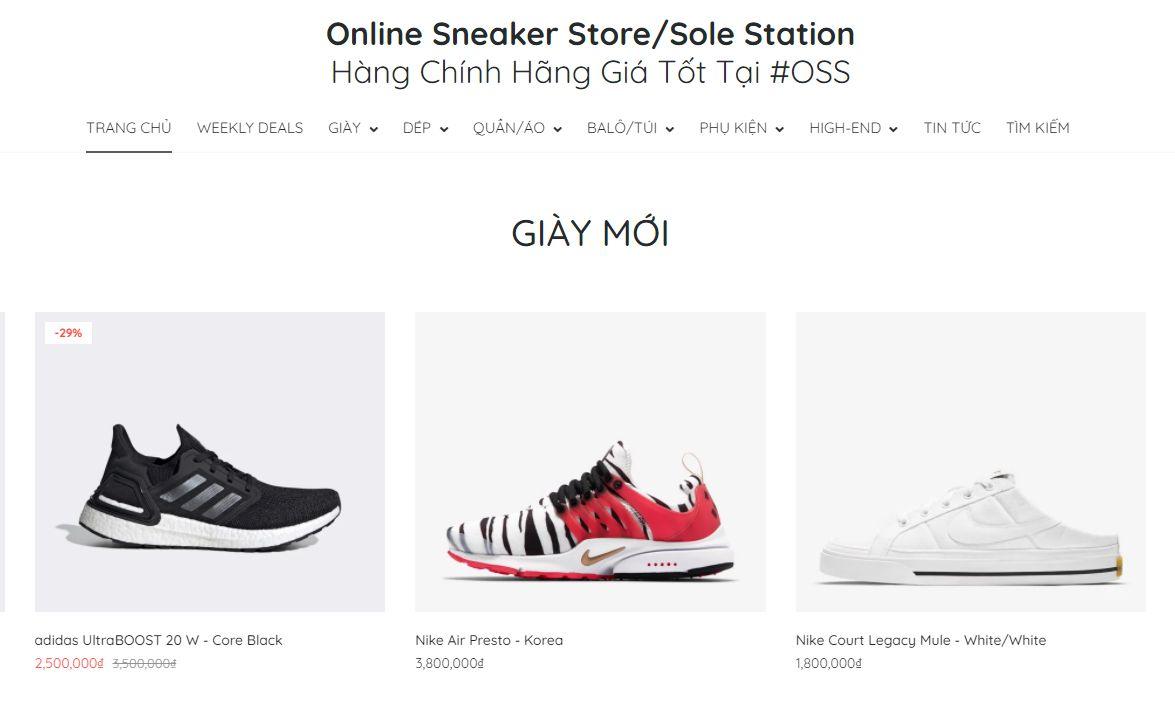 Online Sneaker Store/Sole Station
Hàng Chính Hãng Giá Tốt Tại #OSS
TRANG CHỦ WEEKLY DEALS GIÀY DÉP QUẦN/ÁO BALÔ/TÚI PHỤ KIỆN HIGH-END TIN TỨC TÌM KIẾM
GIÀY MỚI
-29%
adidas UltraBOOST 20 W - Core Black
2,500,000₫ 3,500,000₫
Nike Air Presto - Korea
3,800,000₫
Nike Court Legacy Mule - White/White
1,800,000₫